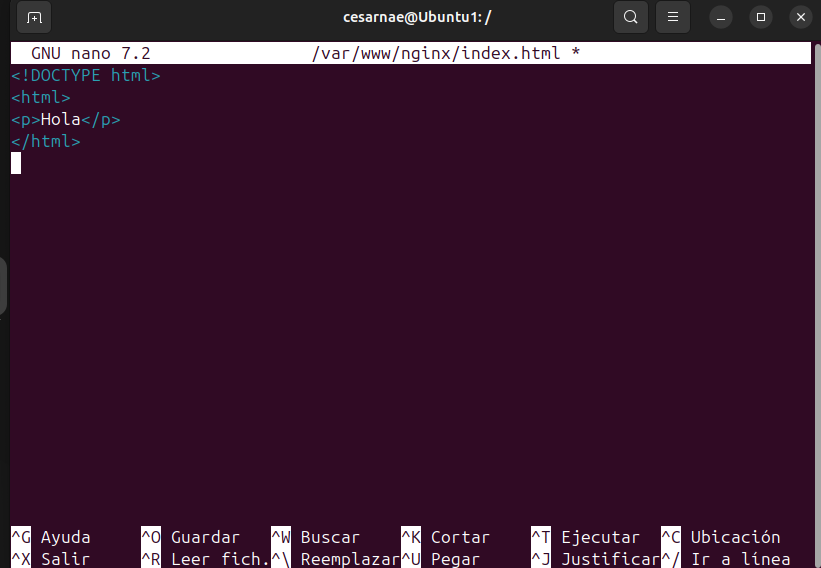 cesarnae@Ubuntu1: /
GNU nano 7.2 /var/www/nginx/index.html *
<!DOCTYPE html>
<html>
<p>Hola</p>
</html>
^G Ayuda ^O Guardar ^W Buscar ^K Cortar ^T Ejecutar ^C Ubicación
^X Salir ^R Leer fich. ^\ Reemplazar ^U Pegar ^J Justificar ^/ Ir a línea